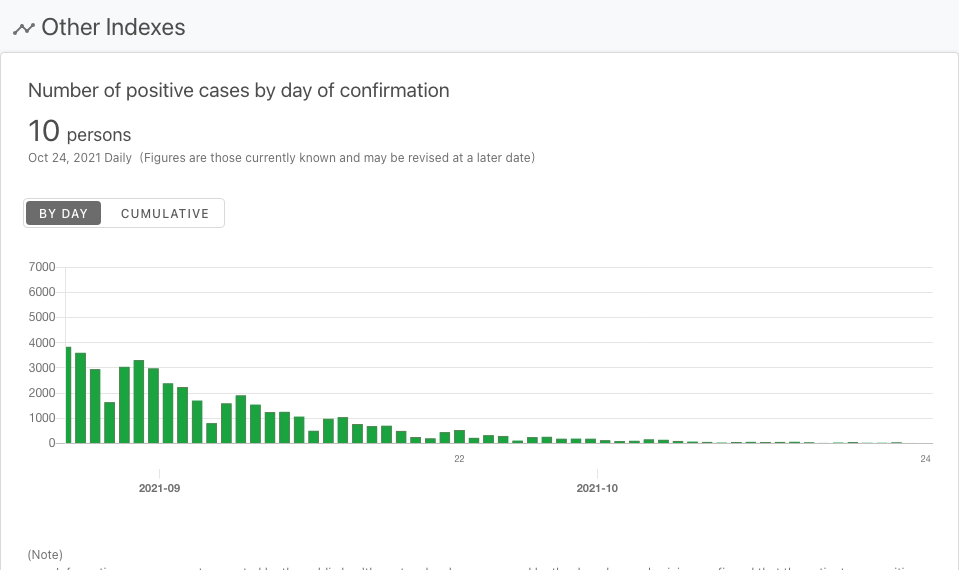 Other Indexes
Number of positive cases by day of confirmation
10 persons
Oct 24, 2021 Daily (Figures are those currently known and may be revised at a later date)
BY DAY CUMULATIVE
7000
6000
5000
4000
3000
2000
1000
0
22 24
2021-09 2021-10
(Note)